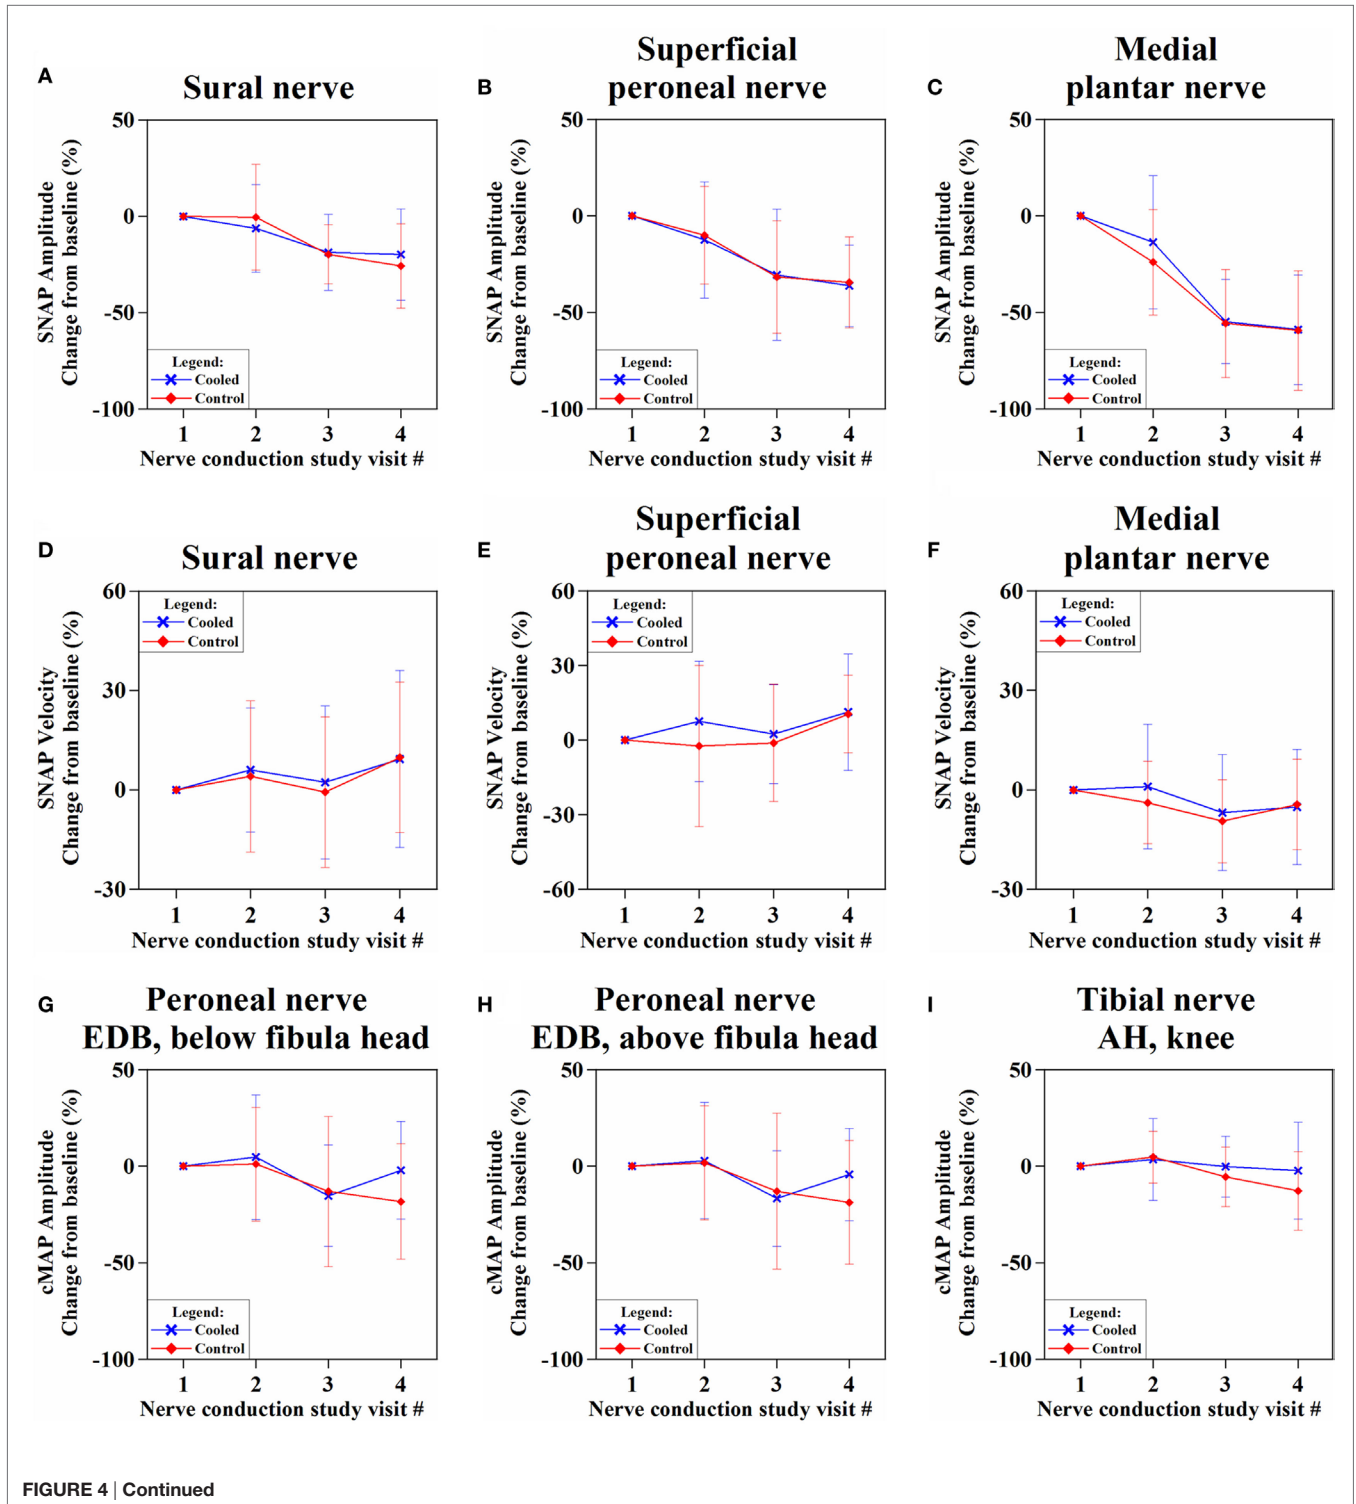 A
Sural nerve
SNAP Amplitude
Change from baseline (%)
50
0
-50
-100
Legend:
Cooled
Control
1 2 3 4
Nerve conduction study visit #
B
Superficial
peroneal nerve
SNAP Amplitude
Change from baseline (%)
50
0
-50
-100
Legend:
Cooled
Control
1 2 3 4
Nerve conduction study visit #
C
Medial
plantar nerve
SNAP Amplitude
Change from baseline (%)
50
0
-50
-100
Legend:
Cooled
Control
1 2 3 4
Nerve conduction study visit #
D
Sural nerve
SNAP Velocity
Change from baseline (%)
60
30
0
-30
Legend:
Cooled
Control
1 2 3 4
Nerve conduction study visit #
E
Superficial
peroneal nerve
SNAP Velocity
Change from baseline (%)
60
30
0
-30
-60
Legend:
Cooled
Control
1 2 3 4
Nerve conduction study visit #
F
Medial
plantar nerve
SNAP Velocity
Change from baseline (%)
60
30
0
-30
Legend:
Cooled
Control
1 2 3 4
Nerve conduction study visit #
G
Peroneal nerve
EDB, below fibula head
cMAP Amplitude
Change from baseline (%)
50
0
-50
-100
Legend:
Cooled
Control
1 2 3 4
Nerve conduction study visit #
H
Peroneal nerve
EDB, above fibula head
cMAP Amplitude
Change from baseline (%)
50
0
-50
-100
Legend:
Cooled
Control
1 2 3 4
Nerve conduction study visit #
I
Tibial nerve
AH, knee
cMAP Amplitude
Change from baseline (%)
50
0
-50
-100
Legend:
Cooled
Control
1 2 3 4
Nerve conduction study visit #
FIGURE 4 | Continued